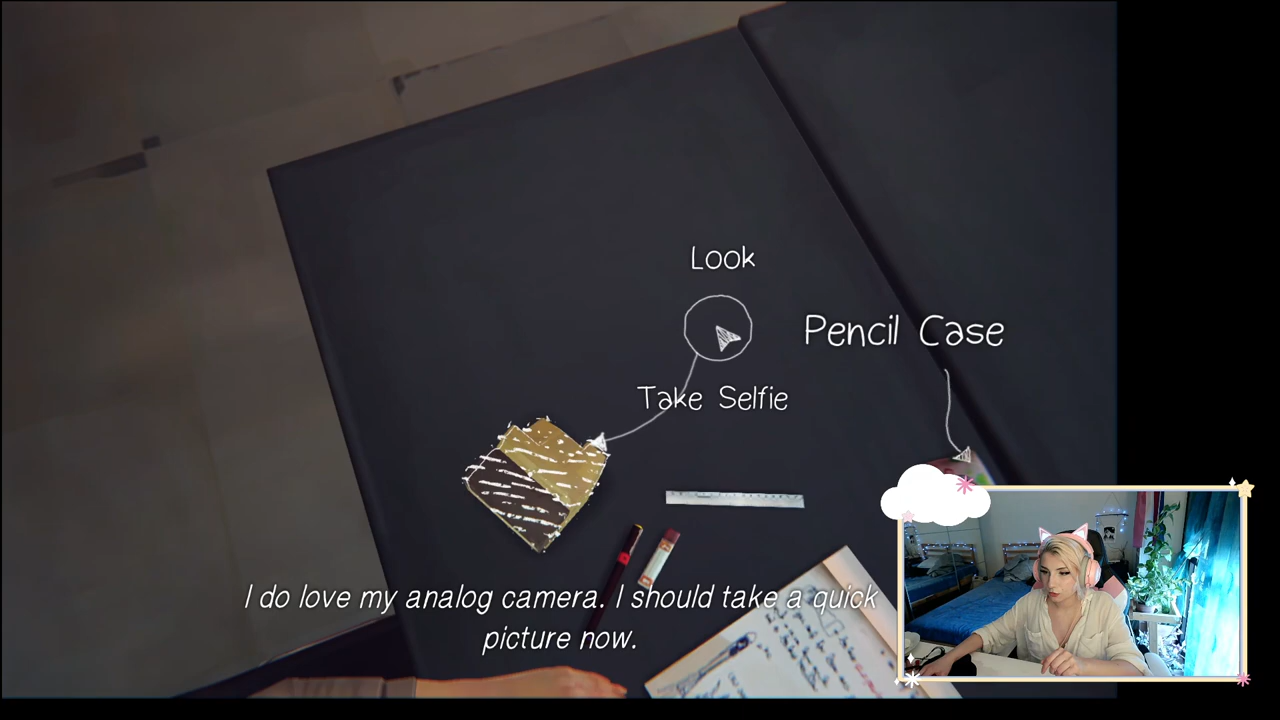 Look
Pencil Case
Take Selfie
I do love my analog camera. I should take a quick
picture now.